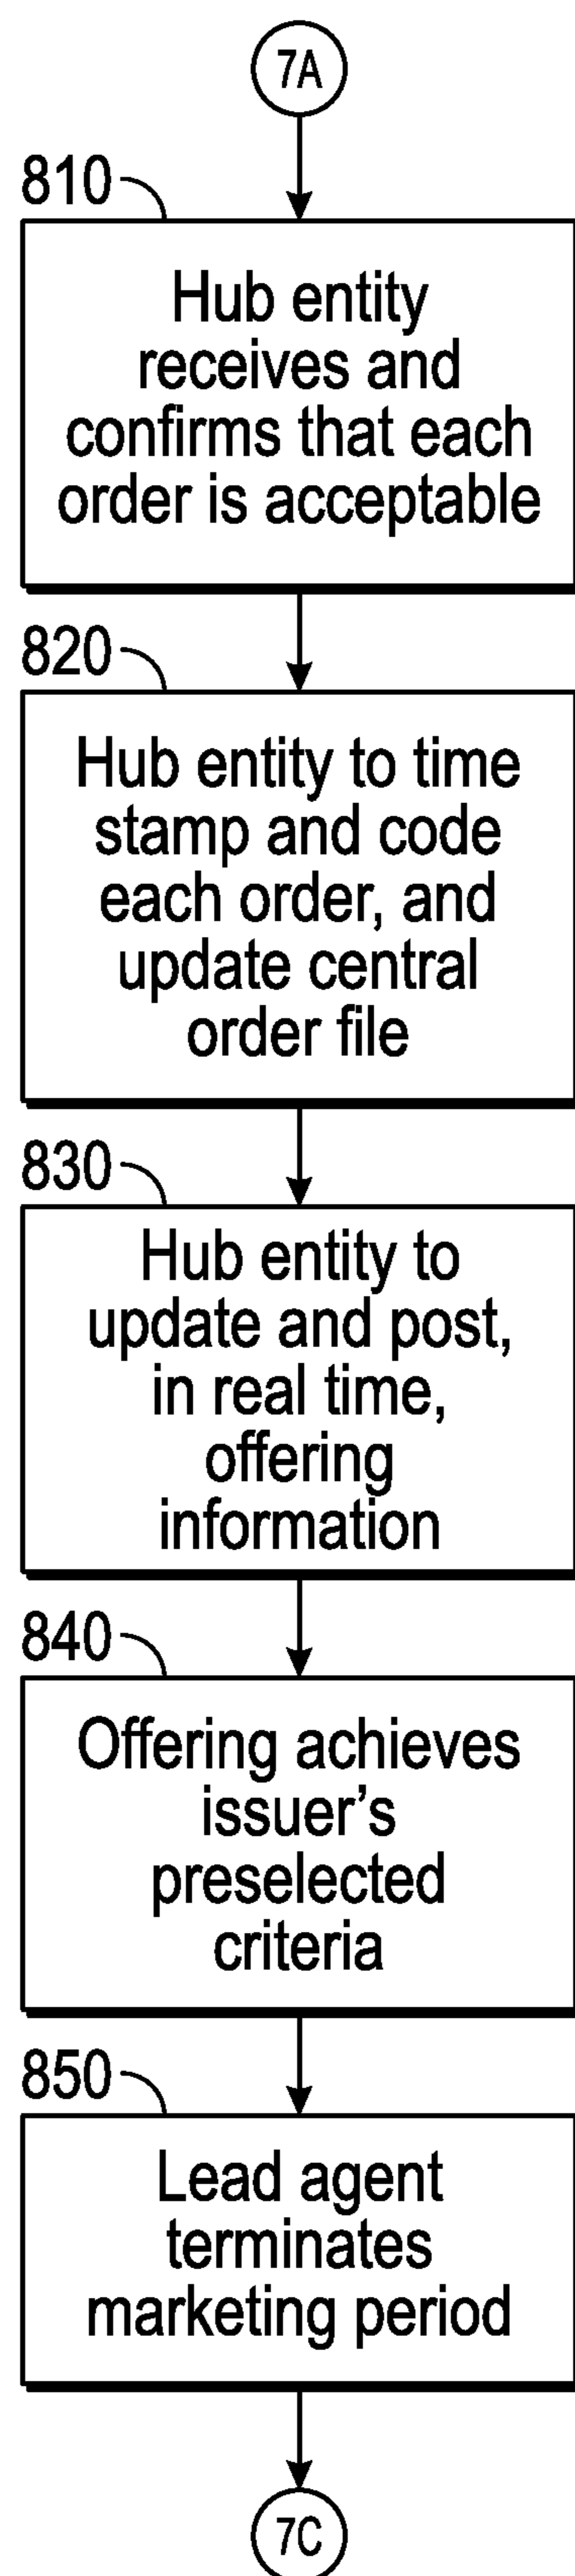 7A
810
Hub entity
receives and
confirms that each
order is acceptable
820
Hub entity to time
stamp and code
each order, and
update central
order file
830
Hub entity to
update and post,
in real time,
offering
information
840
Offering achieves
issuer’s
preselected
criteria
850
Lead agent
terminates
marketing period
7C